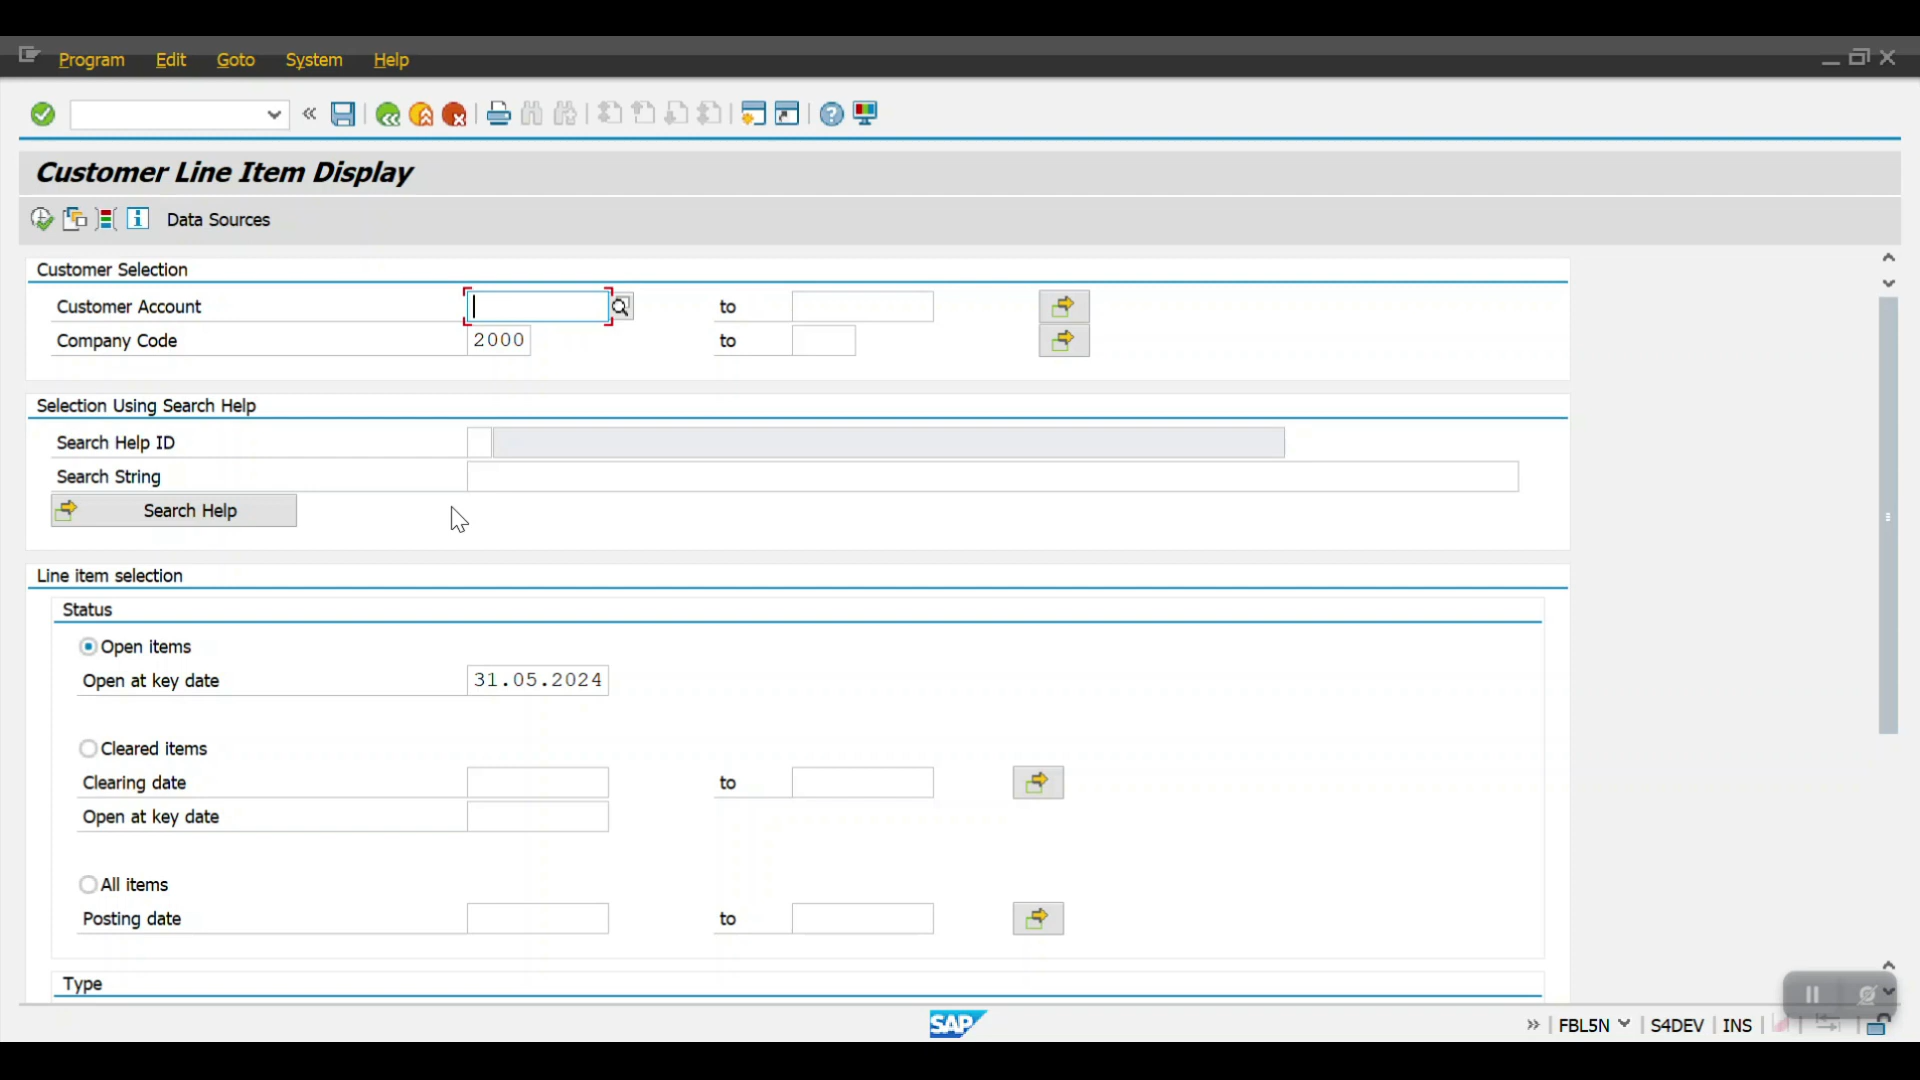 Program Edit Goto System Help
Customer Line Item Display
Data Sources
Customer Selection
Customer Account to
Company Code 2000 to
Selection Using Search Help
Search Help ID
Search String
Search Help
Line item selection
Status
Open items
Open at key date 31.05.2024
Cleared items
Clearing date to
Open at key date
All items
Posting date to
Type
SAP FBL5N S4DEV INS